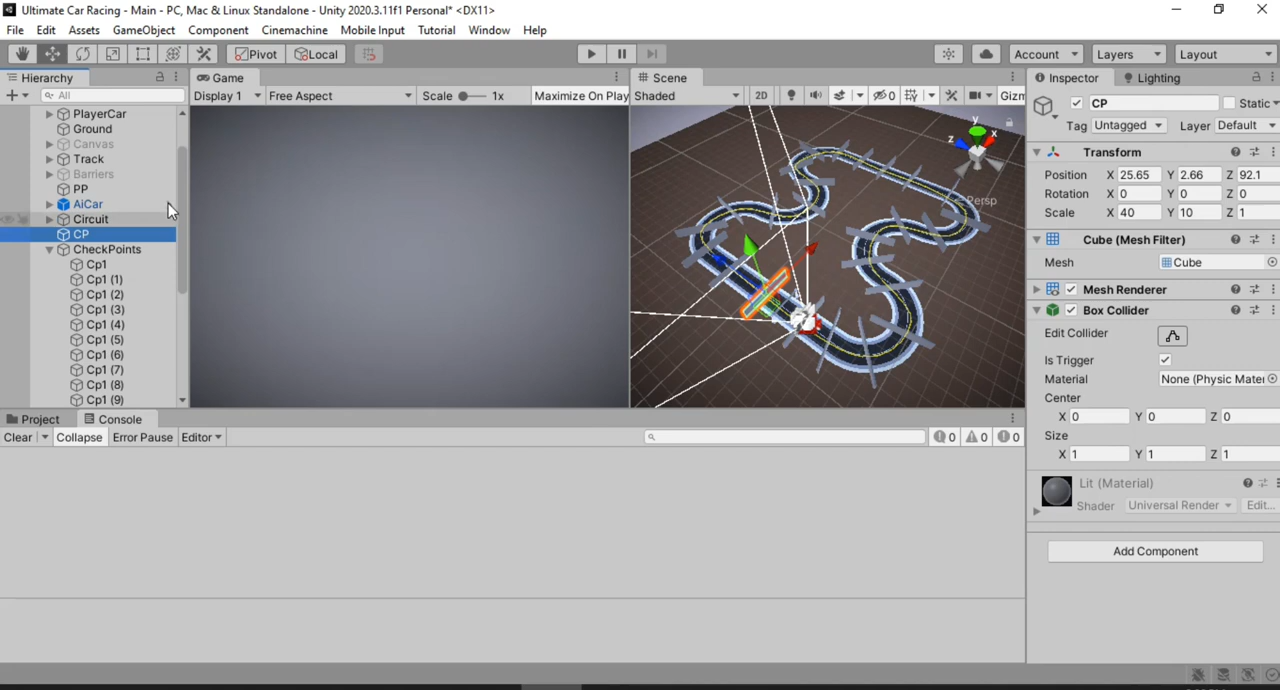 Ultimate Car Racing - Main - PC, Mac & Linux Standalone - Unity 2020.3.11f1 Personal* <DX11>
File Edit Assets GameObject Component Cinemachine Mobile Input Tutorial Window Help
Pivot Local Account Layers Layout
Hierarchy Game Scene Inspector Lighting
All Display 1 Free Aspect Scale 1x Maximize On Play Shaded 2D 0 Gizm CP Static
Tag Untagged Layer Default
PlayerCar
Ground
Canvas
Track
Barriers
PP
AiCar
Circuit
CP
CheckPoints
Cp1
Cp1 (1)
Cp1 (2)
Cp1 (3)
Cp1 (4)
Cp1 (5)
Cp1 (6)
Cp1 (7)
Cp1 (8)
Cp1 (9)
y
x
z
Persp
Transform
Position X 25.65 Y 2.66 Z 92.1
Rotation X 0 Y 0 Z 0
Scale X 40 Y 10 Z 1
Cube (Mesh Filter)
Mesh Cube
Mesh Renderer
Box Collider
Edit Collider
Is Trigger
Material None (Physic Mater
Center
X 0 Y 0 Z 0
Size
X 1 Y 1 Z 1
Lit (Material)
Shader Universal Render Edit...
Add Component
Project Console
Clear Collapse Error Pause Editor 0 0 0